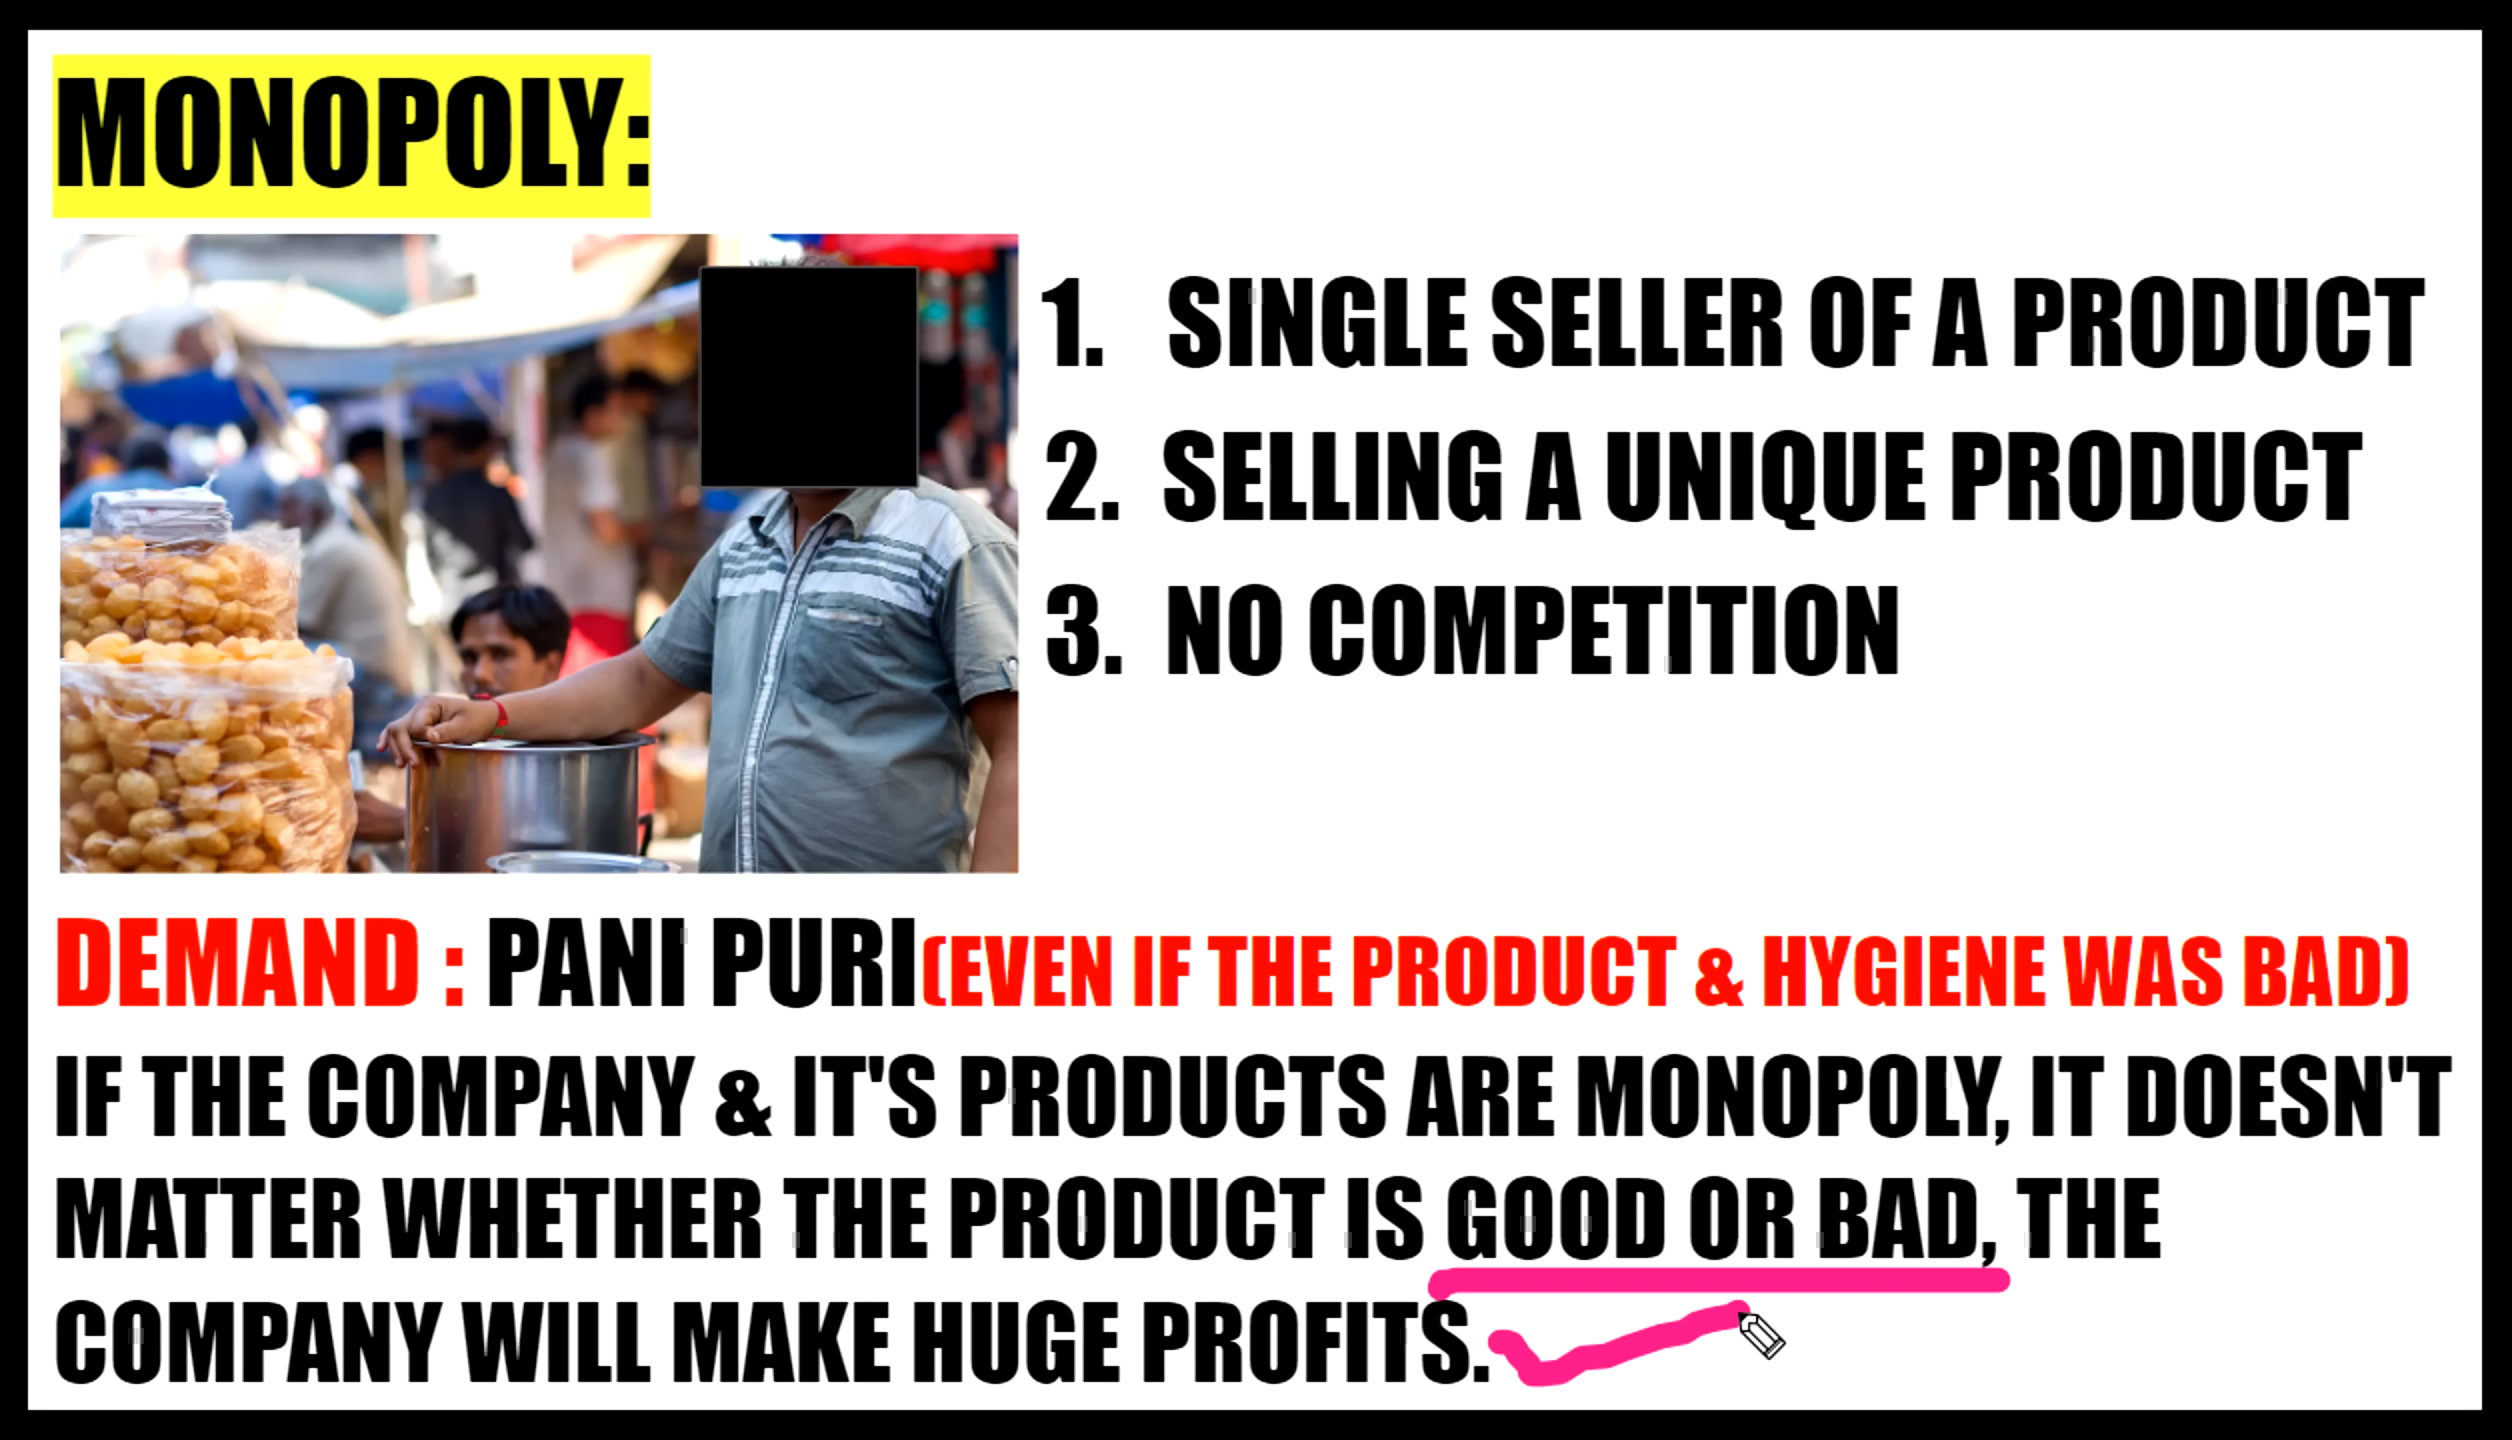 MONOPOLY:
1. SINGLE SELLER OF A PRODUCT
2. SELLING A UNIQUE PRODUCT
3. NO COMPETITION
DEMAND : PANI PURI(EVEN IF THE PRODUCT & HYGIENE WAS BAD)
IF THE COMPANY & IT'S PRODUCTS ARE MONOPOLY, IT DOESN'T
MATTER WHETHER THE PRODUCT IS GOOD OR BAD, THE
COMPANY WILL MAKE HUGE PROFITS.